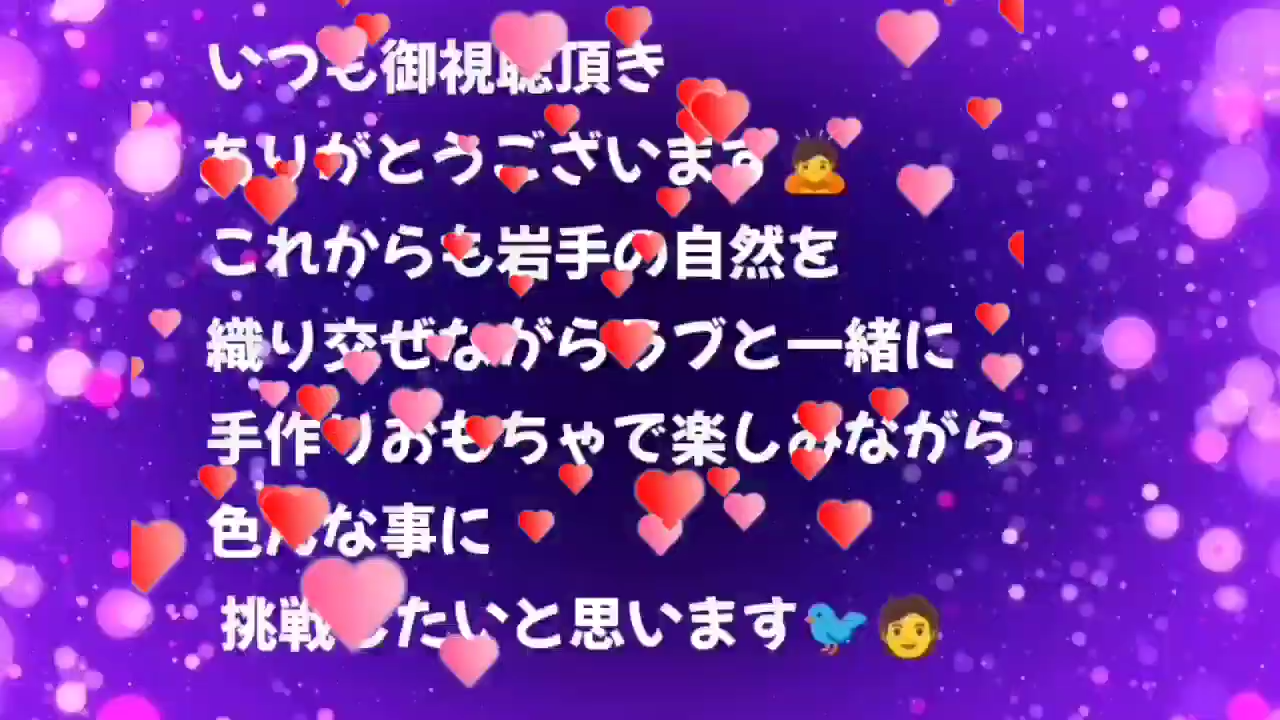 いつも御視聴頂き
ありがとうございます🙇
これからも岩手の自然を
織り交ぜながらラブと一緒に
手作りおもちゃで楽しみながら
色んな事に
挑戦したいと思います🐦🧑